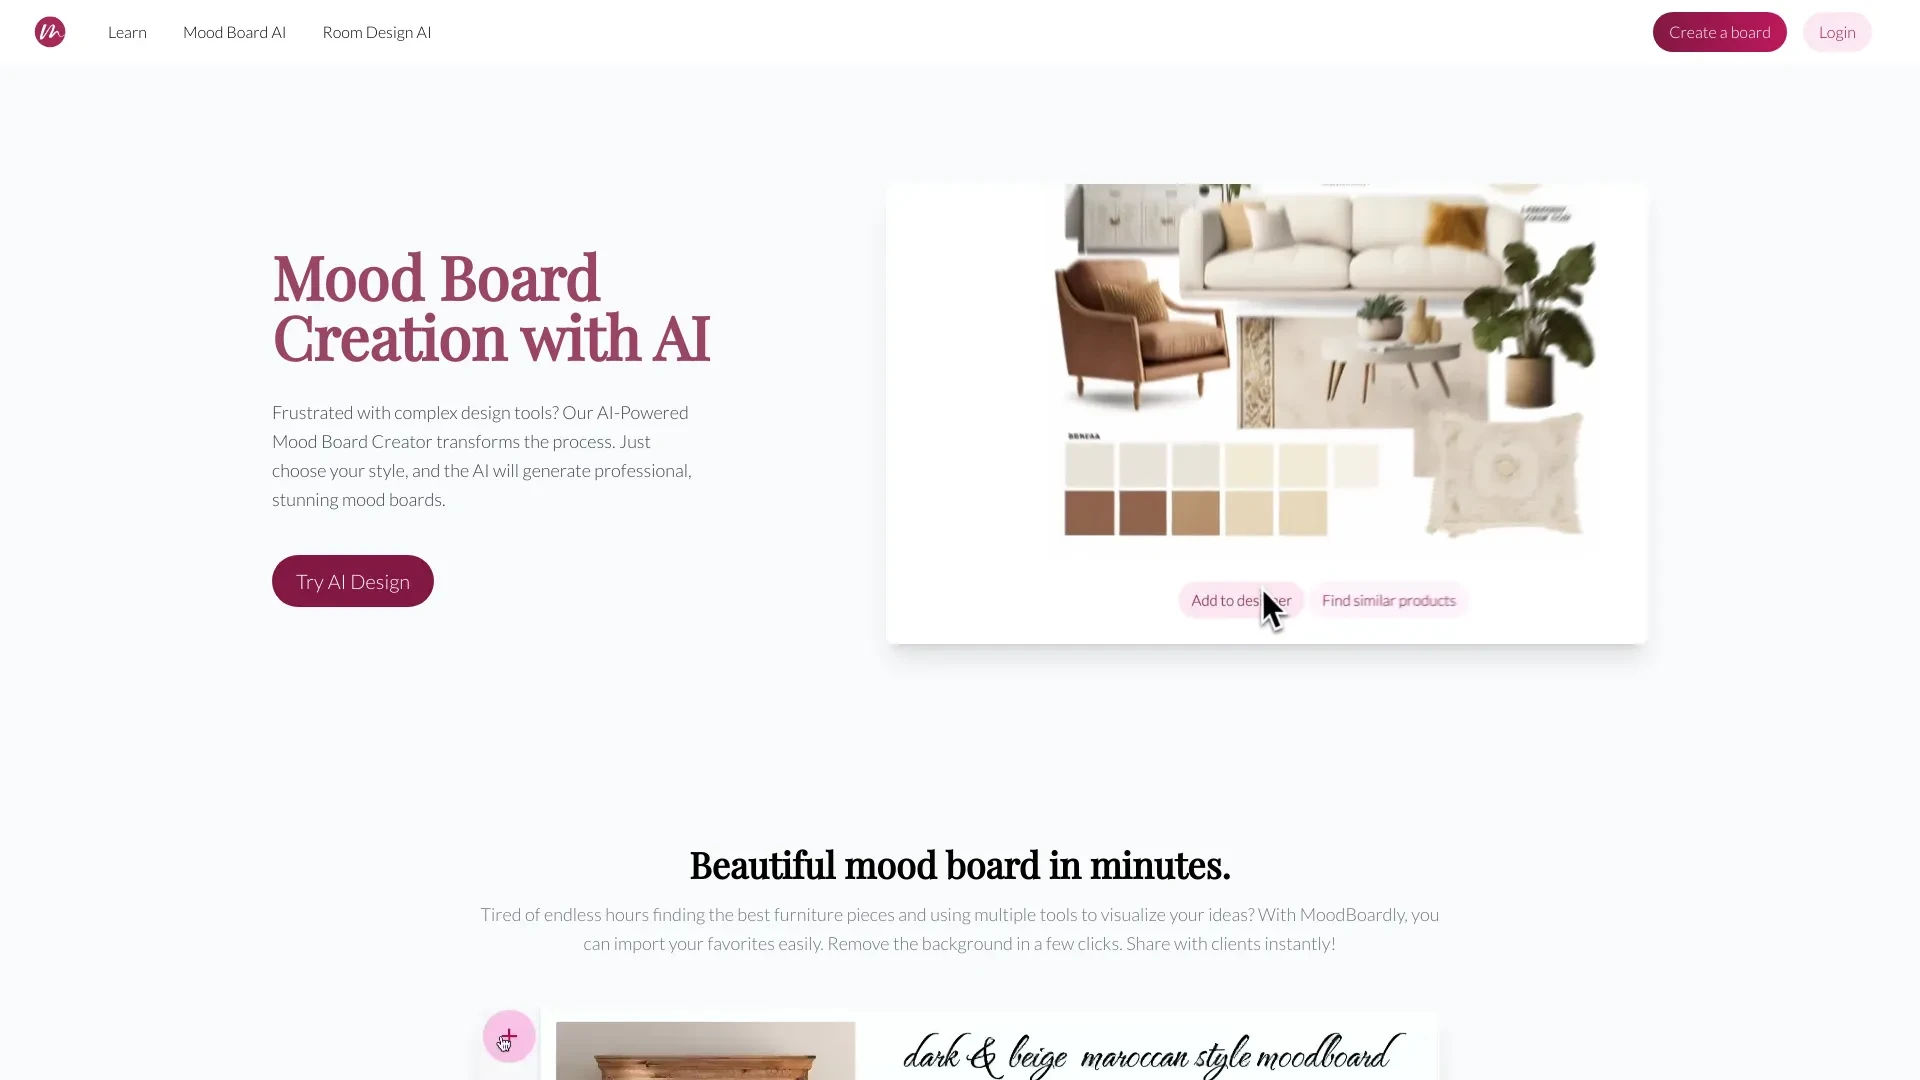 Learn
Mood Board AI
Room Design AI
Create a board
Login
Mood Board
Creation with AI
Frustrated with complex design tools? Our AI-Powered
Mood Board Creator transforms the process. Just
choose your style, and the AI will generate professional,
stunning mood boards.
Try AI Design
Add to designer
Find similar products
Beautiful mood board in minutes.
Tired of endless hours finding the best furniture pieces and using multiple tools to visualize your ideas? With MoodBoardly, you
can import your favorites easily. Remove the background in a few clicks. Share with clients instantly!
dark & beige maroccan style moodboard